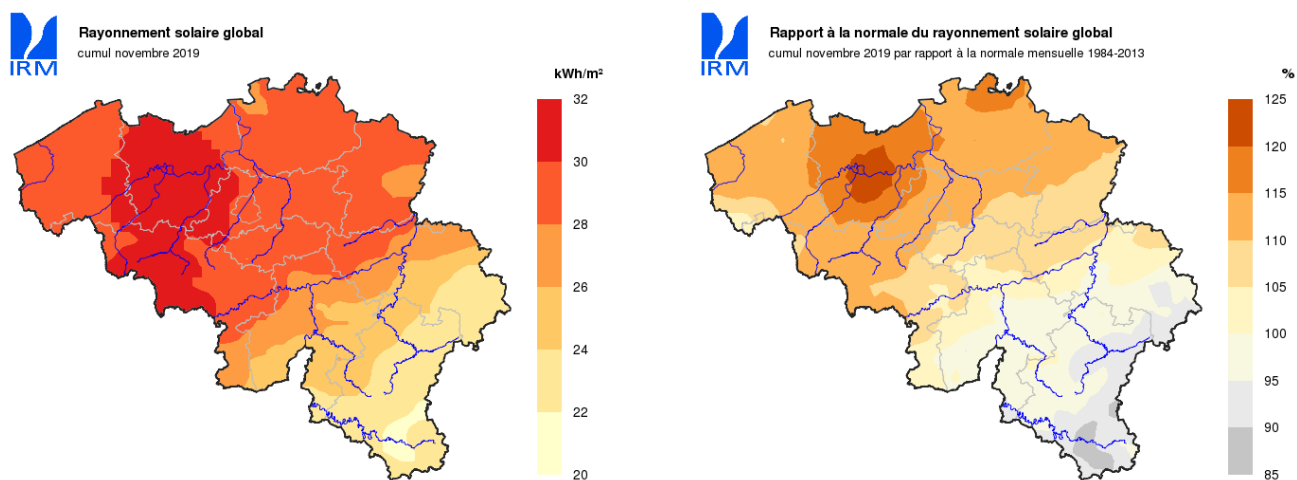 IRM
Rayonnement solaire global
cumul novembre 2019
kWh/m²
32
30
28
26
24
22
20
IRM
Rapport à la normale du rayonnement solaire global
cumul novembre 2019 par rapport à la normale mensuelle 1984-2013
%
125
120
115
110
105
100
95
90
85